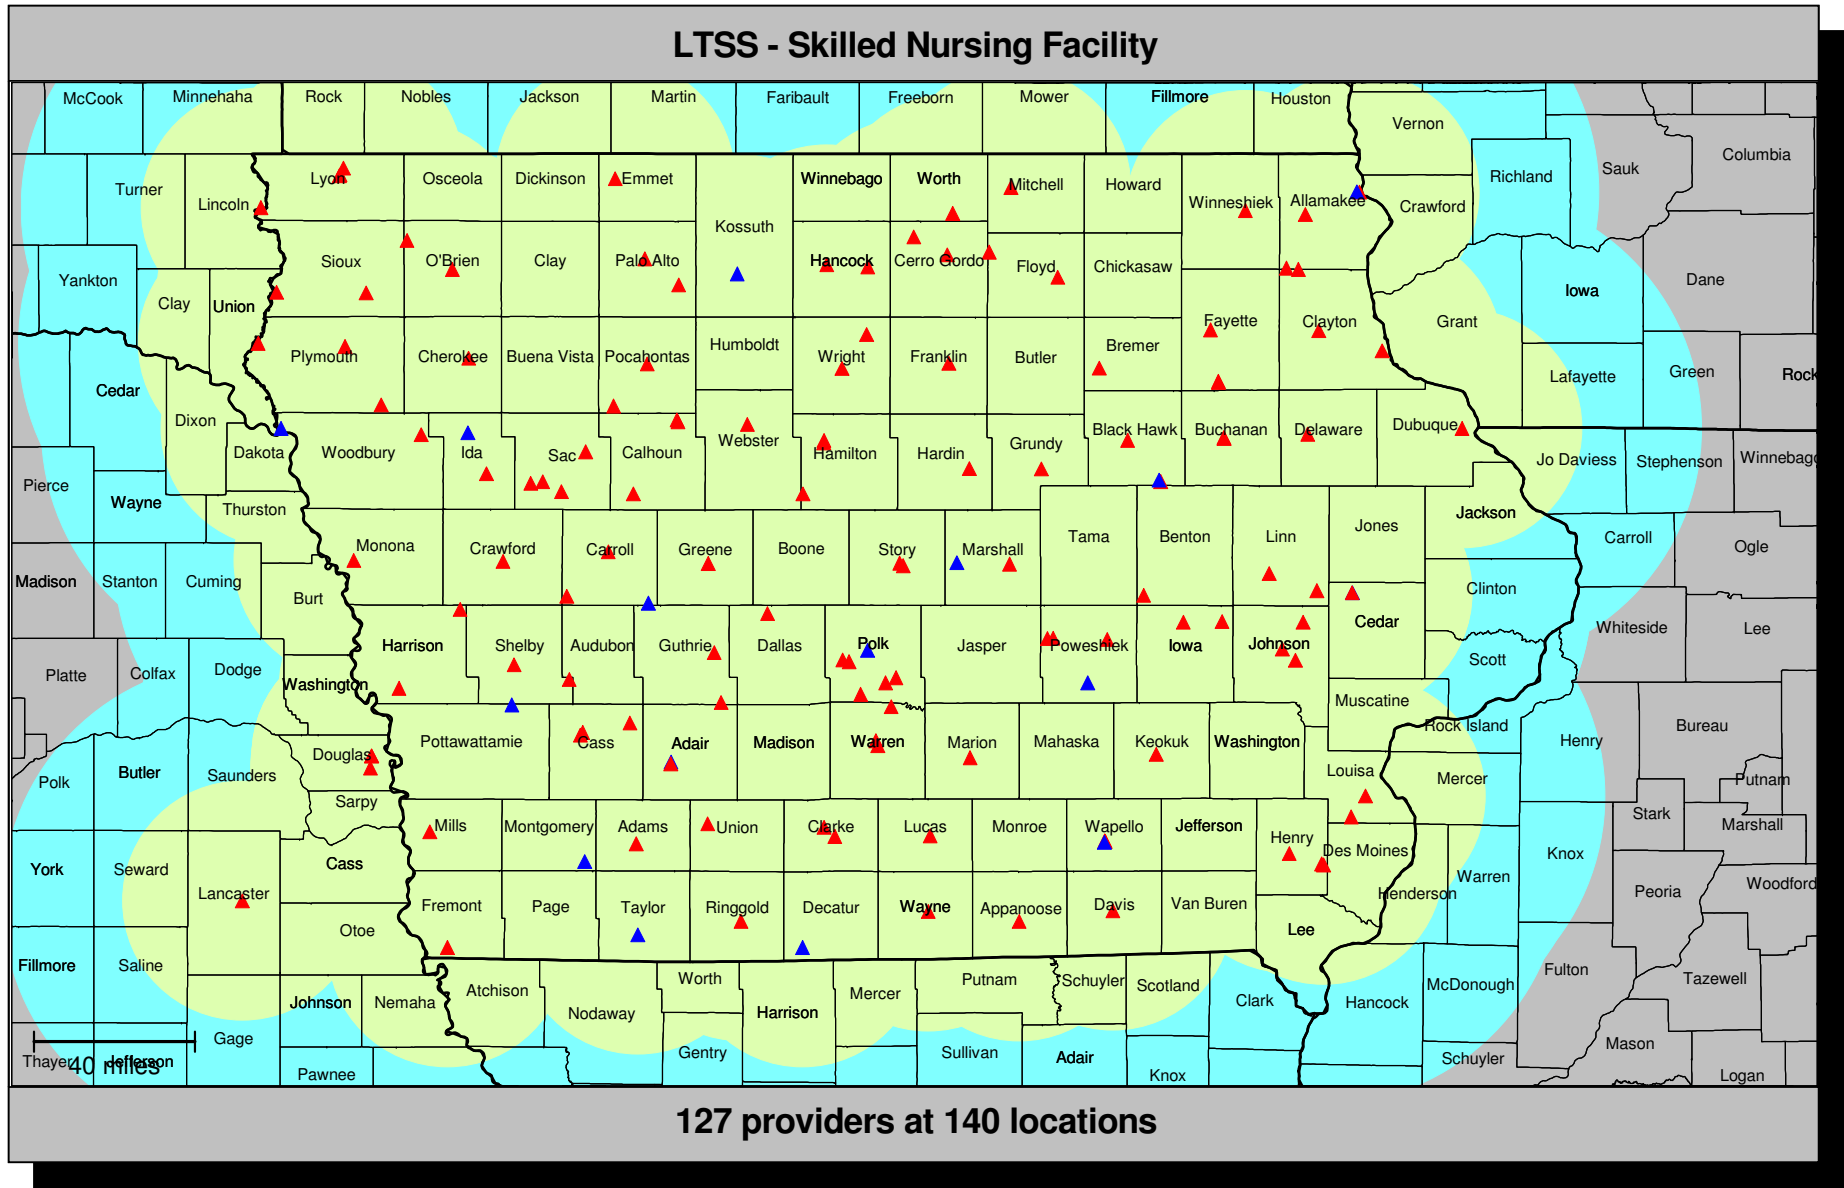 LTSS - Skilled Nursing Facility
McCook Minnehaha Rock Nobles Jackson Martin Faribault Freeborn Mower Fillmore Houston
Vernon
Columbia
Sauk
Richland
Turner Lincoln Lyon Osceola Dickinson Emmet Winnebago Worth Mitchell Howard
Winneshiek Allamakee Crawford
Kossuth
Yankton Clay Union Sioux O'Brien Clay Palo Alto Hancock Cerro Gordo Floyd Chickasaw
Iowa Dane
Fayette Clayton Grant
Plymouth Cherokee Buena Vista Pocahontas Humboldt Wright Franklin Butler Bremer
Lafayette Green Rock
Cedar
Dixon
Dakota Woodbury Ida Sac Calhoun Webster Hamilton Hardin Grundy Black Hawk Buchanan Delaware Dubuque
Jo Daviess Stephenson Winnebago
Pierce
Wayne Thurston
Jackson
Monona Crawford Carroll Greene Boone Story Marshall Tama Benton Linn Jones
Carroll Ogle
Madison Stanton Cuming Burt
Clinton
Cedar
Whiteside Lee
Harrison Shelby Audubon Guthrie Dallas Polk Jasper Poweshiek Iowa Johnson
Scott
Platte Colfax Dodge Washington
Muscatine
Rock Island
Henry Bureau
Pottawattamie Cass Adair Madison Warren Marion Mahaska Keokuk Washington
Polk Butler Saunders Douglas
Louisa Mercer
Putnam
Sarpy
Stark
Marshall
Mills Montgomery Adams Union Clarke Lucas Monroe Wapello Jefferson Henry Des Moines
Knox
York Seward Lancaster Cass
Warren Peoria Woodford
Henderson
Fremont Page Taylor Ringgold Decatur Wayne Appanoose Davis Van Buren
Lee
Otoe
Fillmore Saline
Fulton Tazewell
Johnson Nemaha Atchison Nodaway Worth Harrison Mercer Putnam Schuyler Scotland Clark Hancock McDonough
Gage
Gentry Sullivan Adair
Mason
Schuyler
Thayer Jefferson
40 miles
Pawnee Knox Logan
127 providers at 140 locations